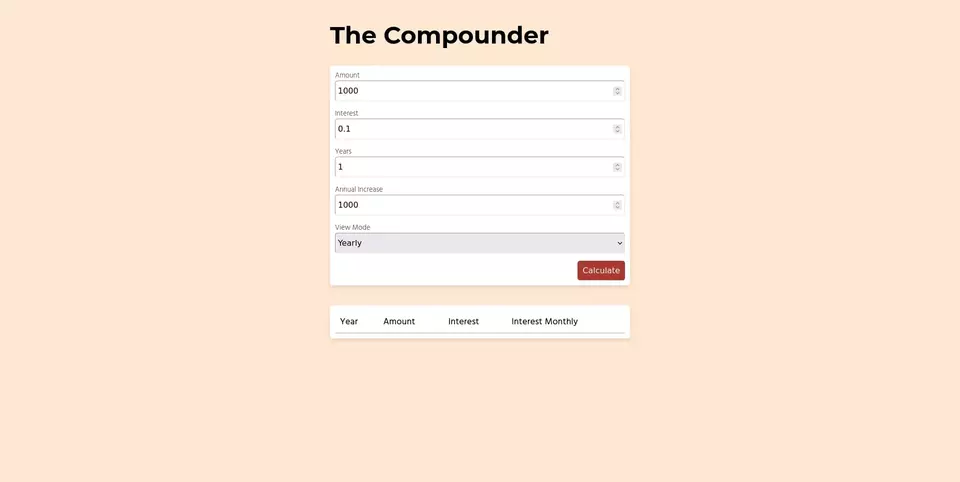 The Compounder
Amount
1000
Interest
0.1
Years
1
Annual Increase
1000
View Mode
Yearly
Calculate
Year Amount Interest Interest Monthly